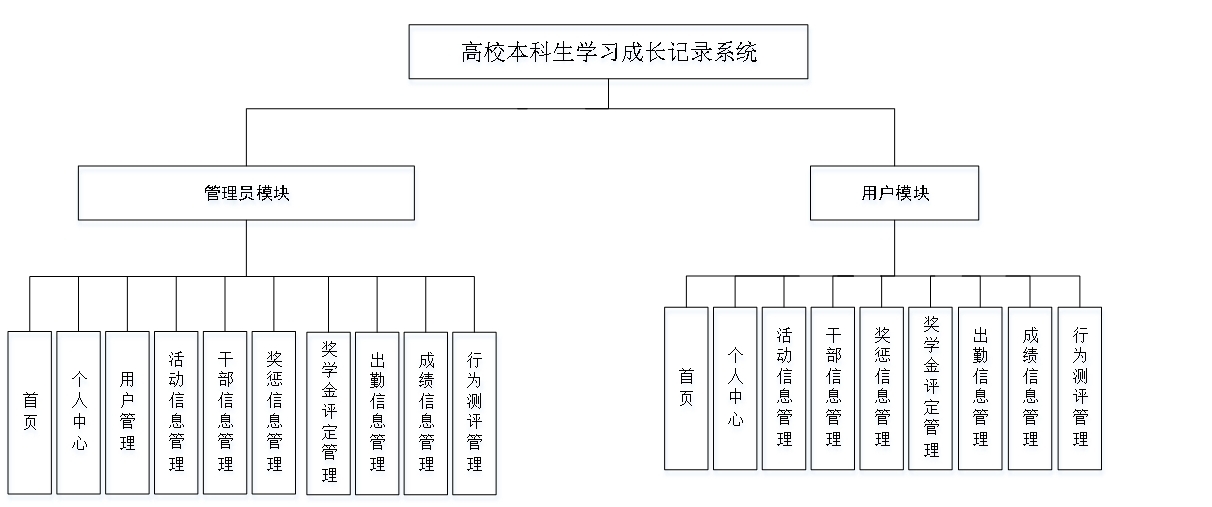 高校本科生学习成长记录系统
管理员模块
用户模块
首页
个人中心
用户管理
活动信息管理
干部信息管理
奖惩信息管理
奖学金评定管理
出勤信息管理
成绩信息管理
行为测评管理
首页
个人中心
活动信息管理
干部信息管理
奖惩信息管理
奖学金评定管理
出勤信息管理
成绩信息管理
行为测评管理